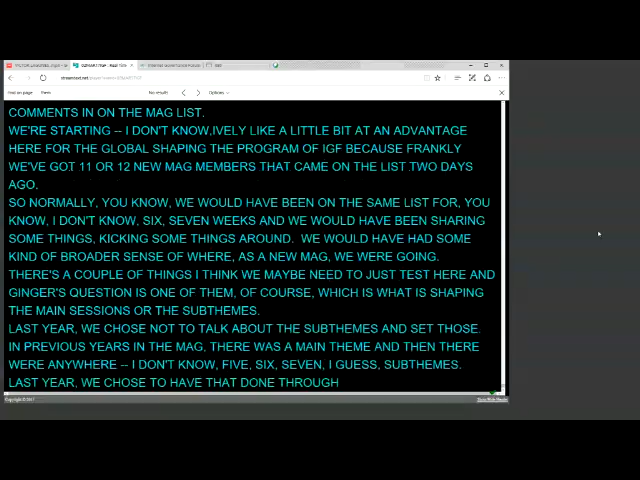 streamtext.net
Find on page
No results
Options
COMMENTS IN ON THE MAG LIST.
WE'RE STARTING -- I DON'T KNOW,IVELY LIKE A LITTLE BIT AT AN ADVANTAGE
HERE FOR THE GLOBAL SHAPING THE PROGRAM OF IGF BECAUSE FRANKLY
WE'VE GOT 11 OR 12 NEW MAG MEMBERS THAT CAME ON THE LIST TWO DAYS
AGO.
SO NORMALLY, YOU KNOW, WE WOULD HAVE BEEN ON THE SAME LIST FOR, YOU
KNOW, I DON'T KNOW, SIX, SEVEN WEEKS AND WE WOULD HAVE BEEN SHARING
SOME THINGS, KICKING SOME THINGS AROUND.  WE WOULD HAVE HAD SOME
KIND OF BROADER SENSE OF WHERE, AS A NEW MAG, WE WERE GOING.
THERE'S A COUPLE OF THINGS I THINK WE MAYBE NEED TO JUST TEST HERE AND
GINGER'S QUESTION IS ONE OF THEM, OF COURSE, WHICH IS WHAT IS SHAPING
THE MAIN SESSIONS OR THE SUBTHEMES.
LAST YEAR, WE CHOSE NOT TO TALK ABOUT THE SUBTHEMES AND SET THOSE.
IN PREVIOUS YEARS IN THE MAG, THERE WAS A MAIN THEME AND THEN THERE
WERE ANYWHERE -- I DON'T KNOW, FIVE, SIX, SEVEN, I GUESS, SUBTHEMES.
LAST YEAR, WE CHOSE TO HAVE THAT DONE THROUGH